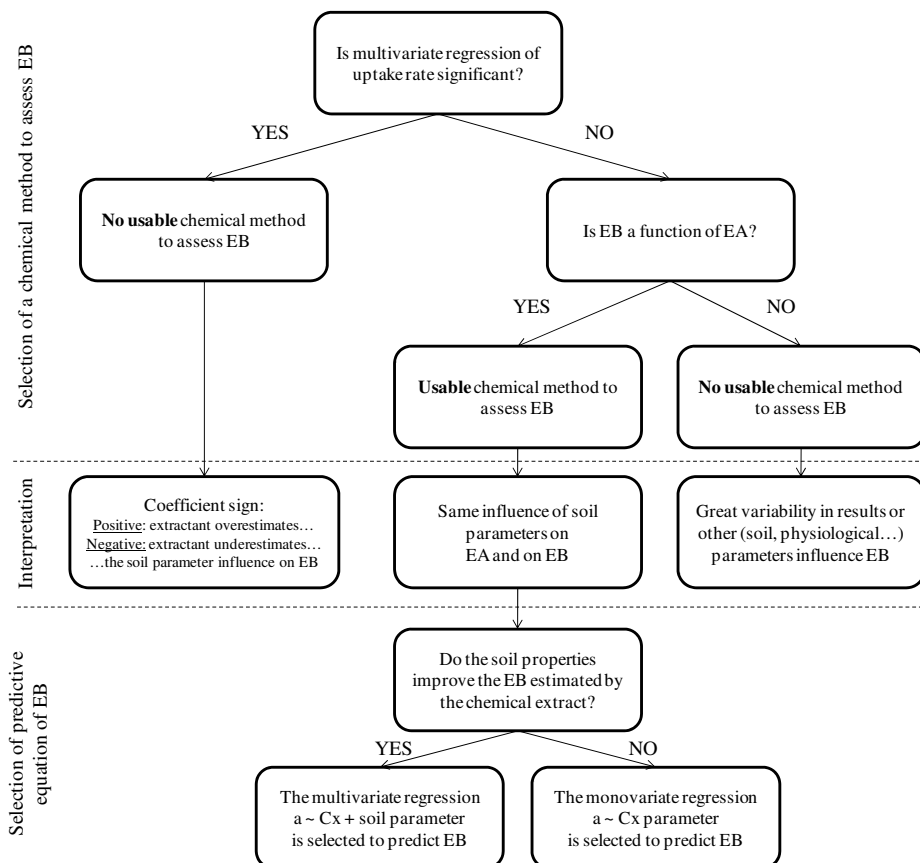 Selection of a chemical method to assess EB
Is multivariate regression of
uptake rate significant?
YES
NO
No usable chemical method
to assess EB
Is EB a function of EA?
YES
NO
Usable chemical method to
assess EB
No usable chemical method
to assess EB
Interpretation
Coefficient sign:
Positive: extractant overestimates…
Negative: extractant underestimates…
…the soil parameter influence on EB
Same influence of soil
parameters on
EA and on EB
Great variability in results or
other (soil, physiological…)
parameters influence EB
Selection of predictive
equation of EB
Do the soil properties
improve the EB estimated by
the chemical extract?
YES
NO
The multivariate regression
a ~ Cx + soil parameter
is selected to predict EB
The monovariate regression
a ~ Cx parameter
is selected to predict EB